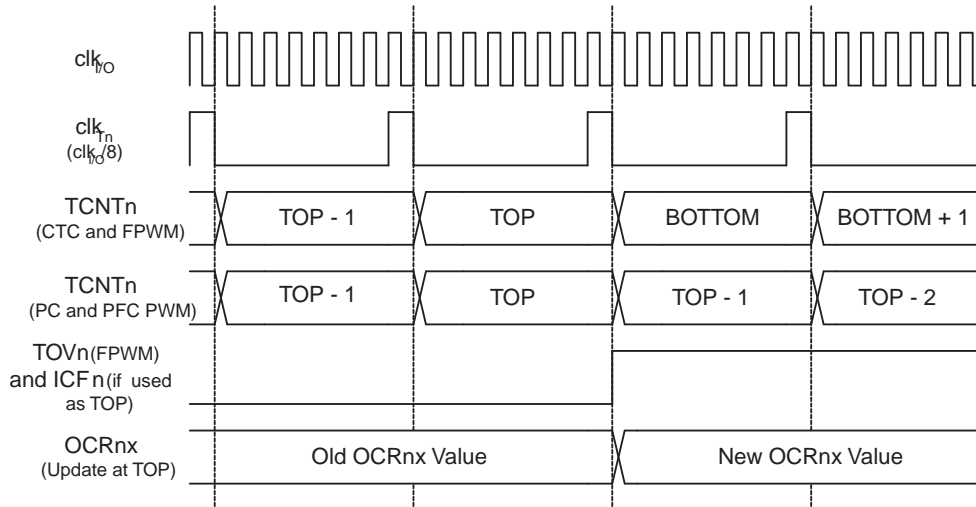 clkI/O
clkTn
(clkI/O/8)
TCNTn
(CTC and FPWM)
TOP - 1
TOP
BOTTOM
BOTTOM + 1
TCNTn
(PC and PFC PWM)
TOP - 1
TOP
TOP - 1
TOP - 2
TOVn(FPWM)
and ICFn(if used
as TOP)
OCRnx
(Update at TOP)
Old OCRnx Value
New OCRnx Value